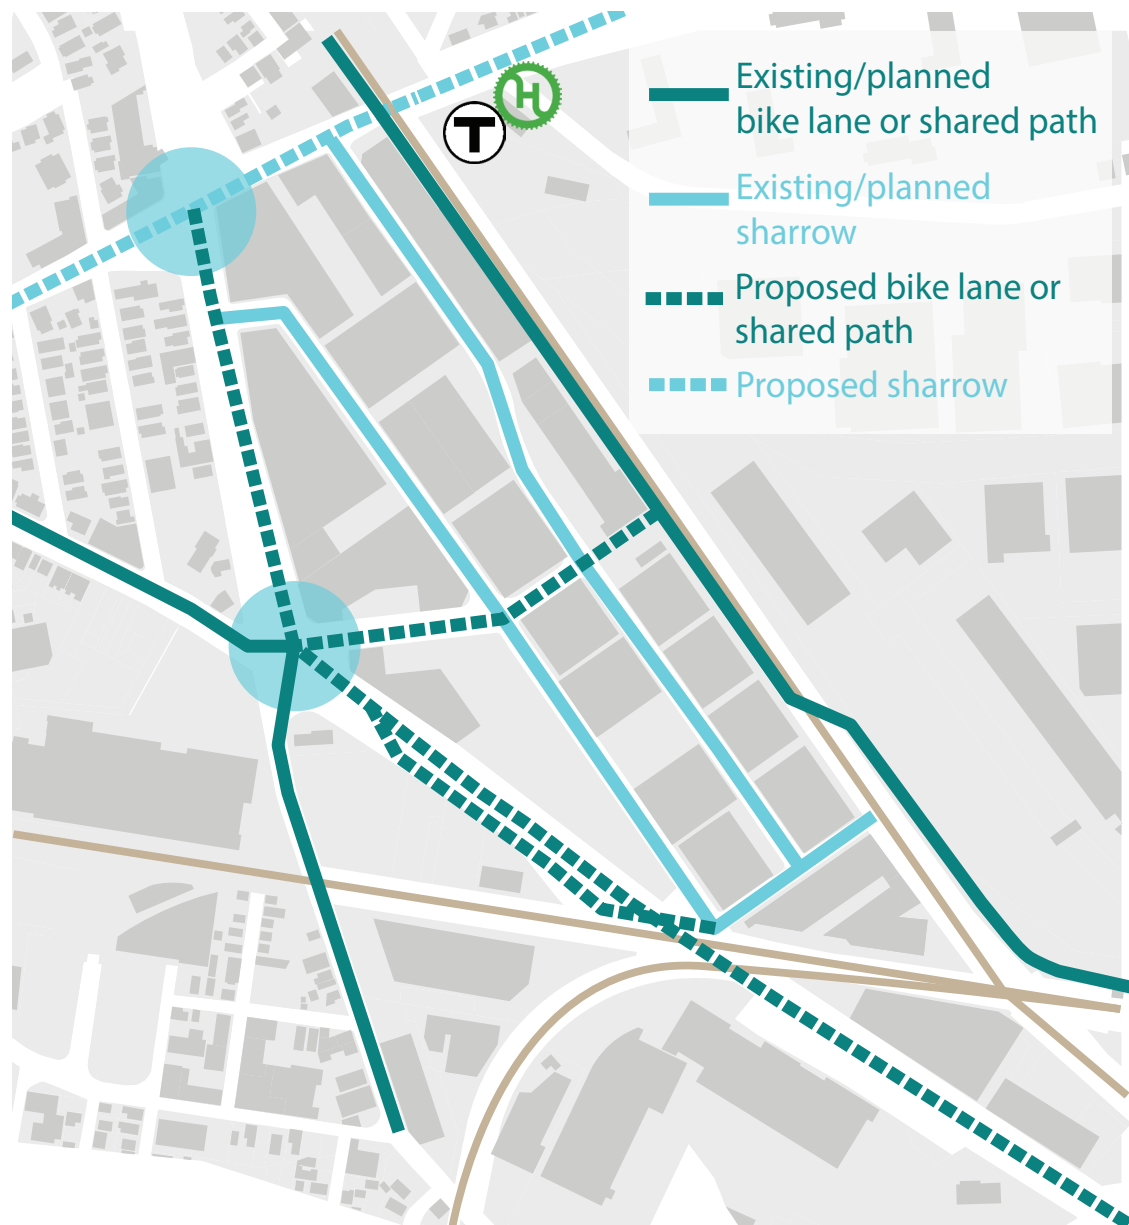 Existing/planned
bike lane or shared path
Existing/planned
sharrow
Proposed bike lane or
shared path
Proposed sharrow
H
T